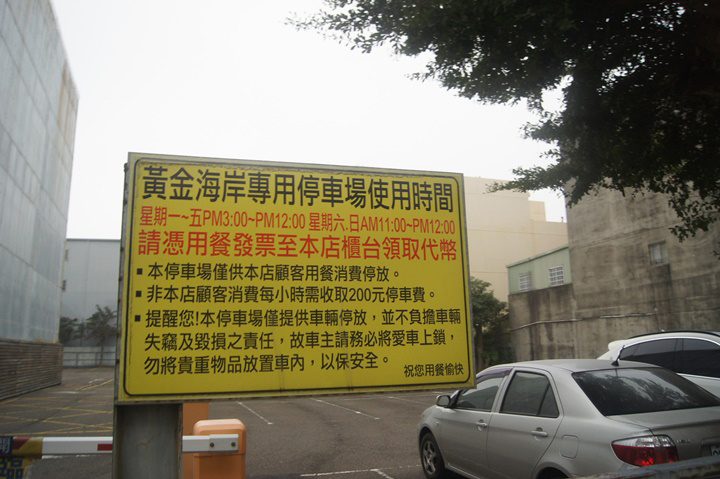 黃金海岸專用停車場使用時間
星期一~五PM3:00~PM12:00 星期六.日AM11:00~PM12:00
請憑用餐發票至本店櫃台領取代幣
▪本停車場僅供本店顧客用餐消費停放。
▪非本店顧客消費每小時需收取200元停車費。
▪提醒您!本停車場僅提供車輛停放，並不負擔車輛
失竊及毀損之責任，故車主請務必將愛車上鎖，
勿將貴重物品放置車內，以保安全。
祝您用餐愉快